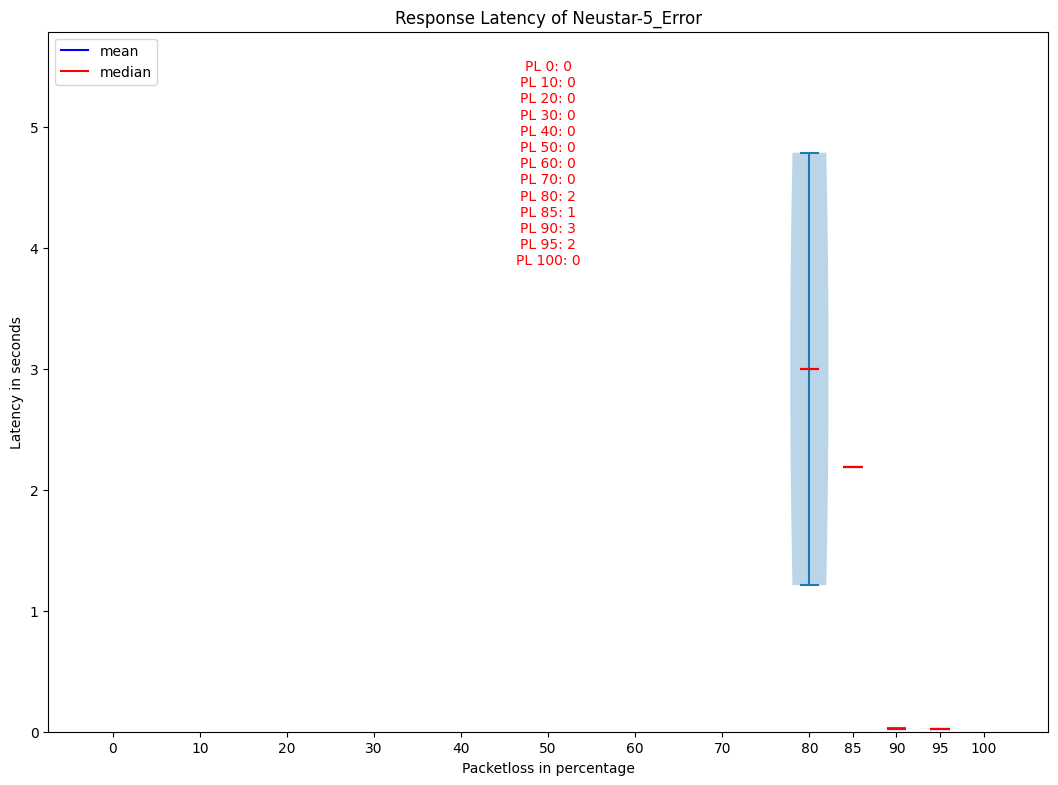 Response Latency of Neustar-5_Error
mean
median
PL 0: 0
PL 10: 0
PL 20: 0
PL 30: 0
PL 40: 0
PL 50: 0
PL 60: 0
PL 70: 0
PL 80: 2
PL 85: 1
PL 90: 3
PL 95: 2
PL 100: 0
Latency in seconds
5
4
3
2
1
0
0 10 20 30 40 50 60 70 80 85 90 95 100
Packetloss in percentage